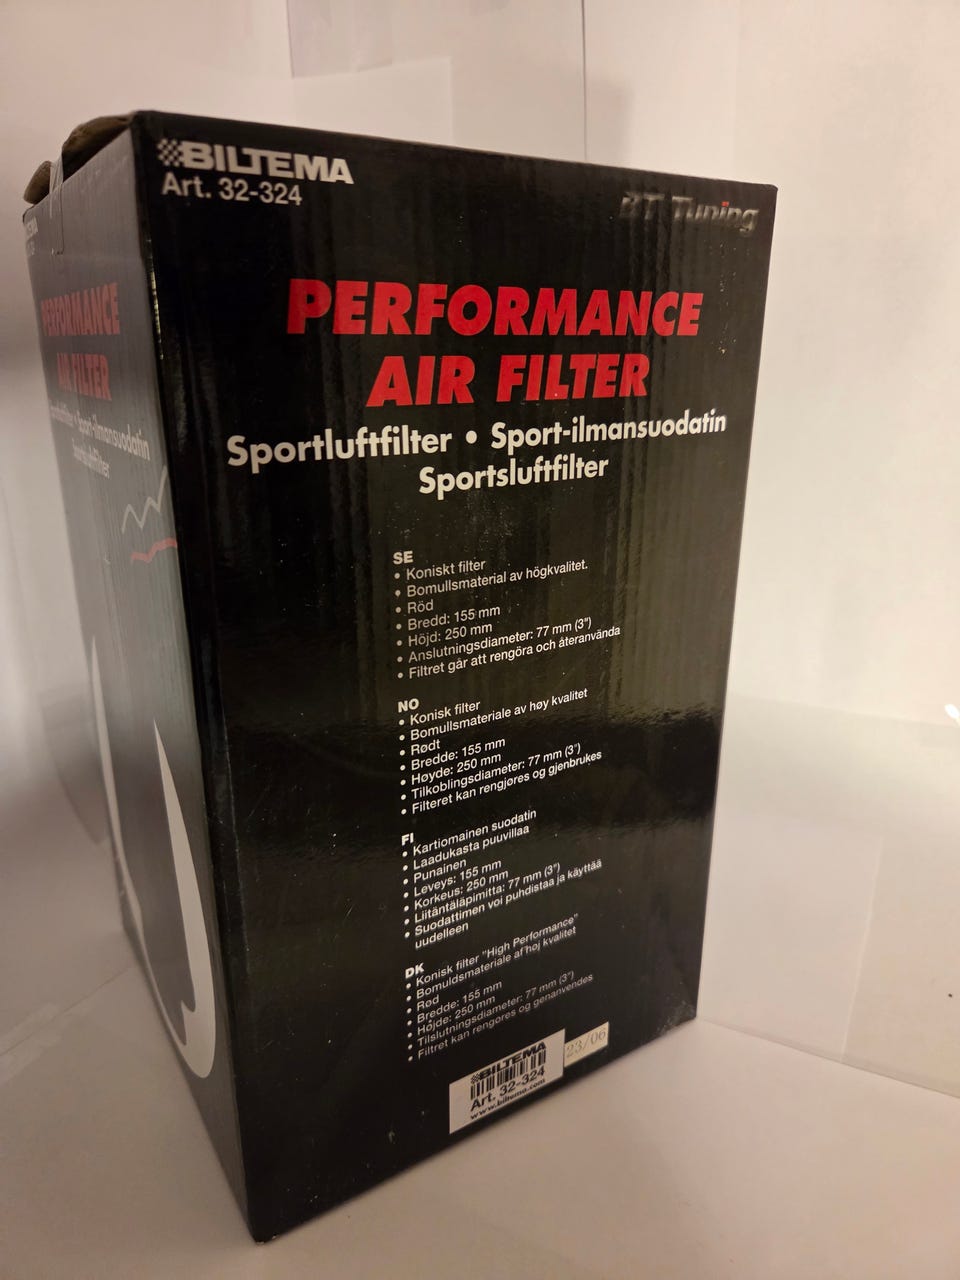 BILTEMA
Art. 32-324
BT Tuning
PERFORMANCE
AIR FILTER
Sportluftfilter • Sport-ilmansuodatin
Sportsluftfilter
SE
• Koniskt filter
• Bomullsmaterial av högkvalitet.
• Röd
• Bredd: 155 mm
• Höjd: 250 mm
• Anslutningsdiameter: 77 mm (3")
• Filtret går att rengöra och återanvända
NO
• Konisk filter
• Bomullsmateriale av høy kvalitet
• Rødt
• Bredde: 155 mm
• Høyde: 250 mm
• Tilkoblingsdiameter: 77 mm (3")
• Filteret kan rengjøres og gjenbrukes
FI
• Kartiomainen suodatin
• Laadukasta puuvillaa
• Punainen
• Leveys: 155 mm
• Korkeus: 250 mm
• Liitäntäläpimitta: 77 mm (3")
• Suodattimen voi puhdistaa ja käyttää
uudelleen
DK
• Konisk filter "High Performance"
• Bomuldsmateriale af høj kvalitet
• Rød
• Bredde: 155 mm
• Höjde: 250 mm
• Tilslutningsdiameter: 77 mm (3")
• Filtret kan rengøres og genanvendes
BILTEMA
Art. 32-324
www.biltema.com
23/06
PERFORMANCE
AIR FILTER
Sport-ilmansuodatin